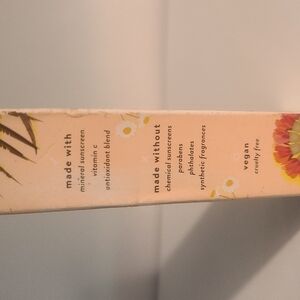 made with
mineral sunscreen
vitamin c
antioxidant blend
made without
chemical sunscreens
parabens
phthalates
synthetic fragrances
vegan
cruelty free